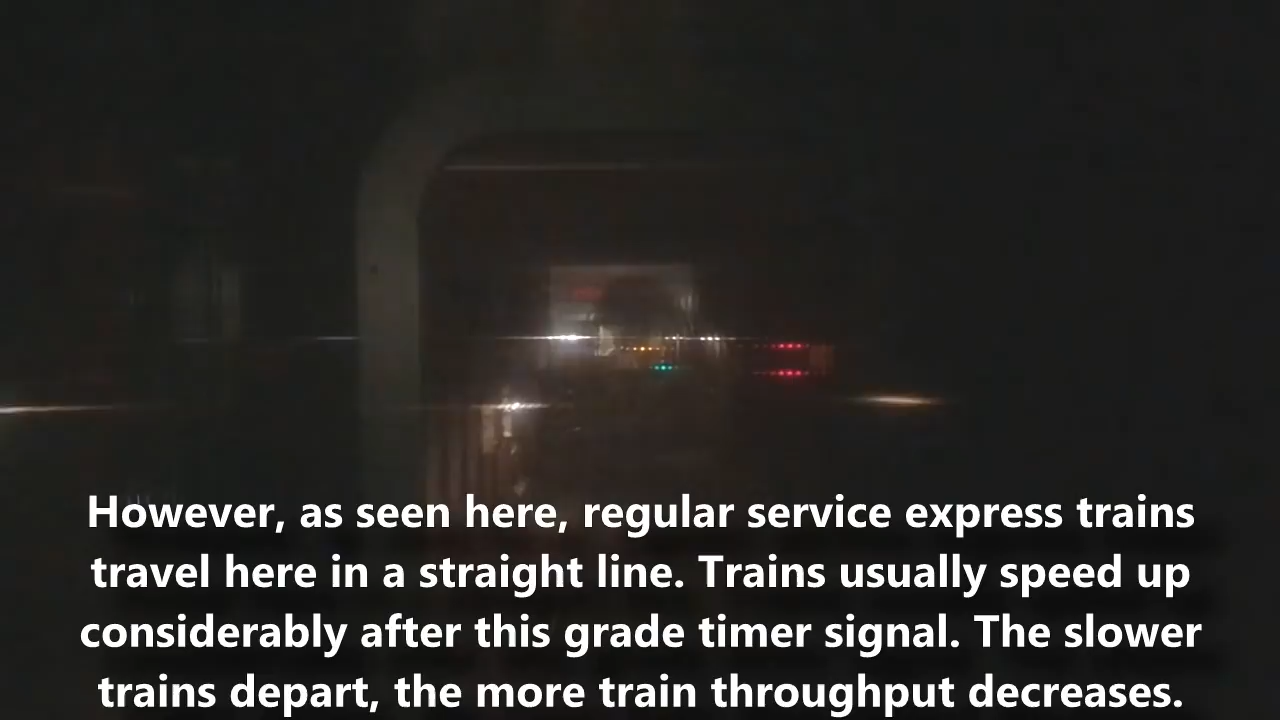 However, as seen here, regular service express trains
travel here in a straight line. Trains usually speed up
considerably after this grade timer signal. The slower
trains depart, the more train throughput decreases.